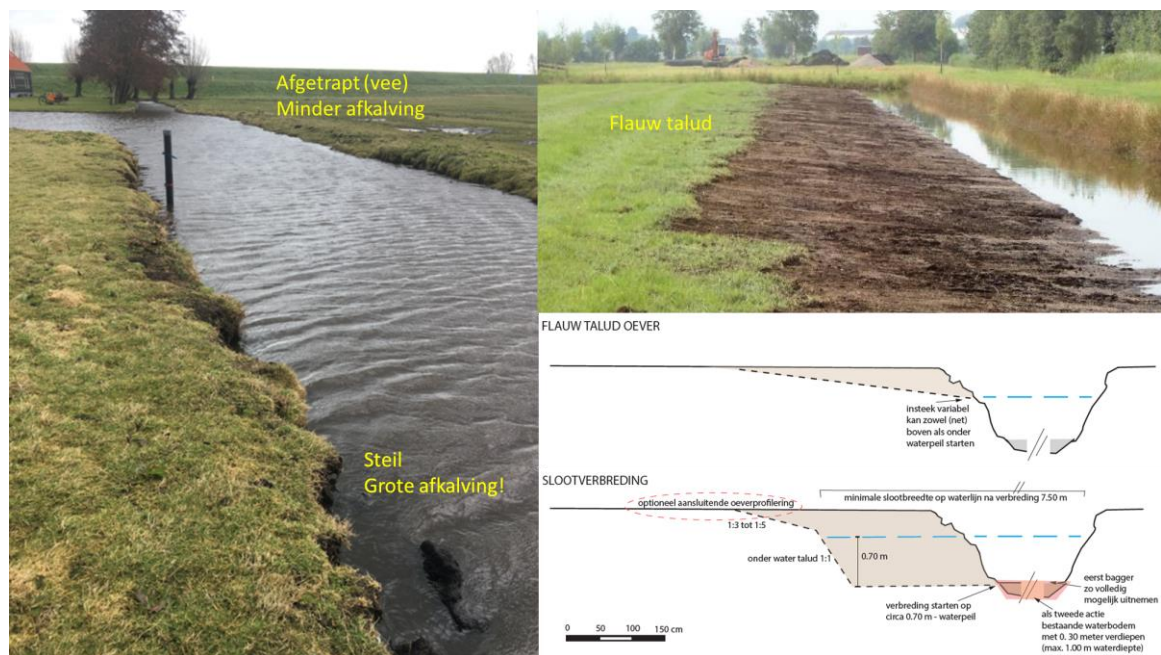 Afgetrapt (vee)
Minder afkalving
Steil
Grote afkalving!
Flauw talud
FLAUW TALUD OEVER
insteek variabel
kan zowel (net)
boven als onder
waterpeil starten
SLOOTVERBREDING
minimale slootbreedte op waterlijn na verbreding 7.50 m
optioneel aansluitende oeverprofilering
1:3 tot 1:5
onder water talud 1:1
0.70 m
verbreding starten op
circa 0.70 m - waterpeil
eerst bagger
zo volledig
mogelijk uitnemen
als tweede actie
bestaande waterbodem
met 0. 30 meter verdiepen
(max. 1.00 m waterdiepte)
0 50 100 150 cm